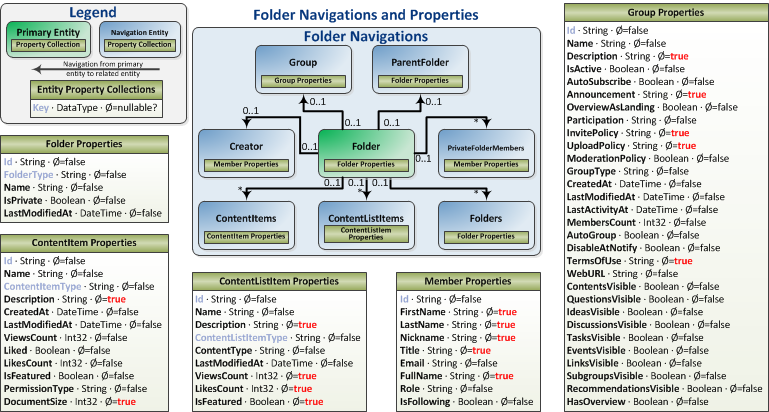 Legend
Primary Entity
Property Collection
Navigation Entity
Property Collection
Navigation from primary
entity to related entity
Entity Property Collections
Key · DataType · Ø=nullable?
Folder Properties
Id · String · Ø=false
FolderType · String · Ø=false
Name · String · Ø=false
IsPrivate · Boolean · Ø=false
LastModifiedAt · DateTime · Ø=false
ContentItem Properties
Id · String · Ø=false
Name · String · Ø=false
ContentItemType · String · Ø=false
Description · String · Ø=true
CreatedAt · DateTime · Ø=false
LastModifiedAt · DateTime · Ø=false
ViewsCount · Int32 · Ø=false
Liked · Boolean · Ø=false
LikesCount · Int32 · Ø=false
IsFeatured · Boolean · Ø=false
PermissionType · String · Ø=false
DocumentSize · Int32 · Ø=true
Folder Navigations and Properties
Folder Navigations
Group
Group Properties
ParentFolder
Folder Properties
0..1
0..1
0..1
0..1
0..1
*
Creator
Member Properties
Folder
Folder Properties
PrivateFolderMembers
Member Properties
0..1
0..1
0..1
0..1
0..1
*
*
*
ContentItems
ContentItem Properties
ContentListItems
ContentListItem
Properties
Folders
Folder Properties
ContentListItem Properties
Id · String · Ø=false
Name · String · Ø=false
Description · String · Ø=true
ContentListItemType · String · Ø=false
ContentType · String · Ø=false
LastModifiedAt · DateTime · Ø=false
ViewsCount · Int32 · Ø=true
LikesCount · Int32 · Ø=true
IsFeatured · Boolean · Ø=true
Member Properties
Id · String · Ø=false
FirstName · String · Ø=true
LastName · String · Ø=true
Nickname · String · Ø=true
Title · String · Ø=true
Email · String · Ø=false
FullName · String · Ø=true
Role · String · Ø=false
IsFollowing · Boolean · Ø=false
Group Properties
Id · String · Ø=false
Name · String · Ø=false
Description · String · Ø=true
IsActive · Boolean · Ø=false
AutoSubscribe · Boolean · Ø=false
Announcement · String · Ø=true
OverviewAsLanding · Boolean · Ø=false
Participation · String · Ø=false
InvitePolicy · String · Ø=true
UploadPolicy · String · Ø=true
ModerationPolicy · Boolean · Ø=false
GroupType · String · Ø=false
CreatedAt · DateTime · Ø=false
LastModifiedAt · DateTime · Ø=false
LastActivityAt · DateTime · Ø=false
MembersCount · Int32 · Ø=false
AutoGroup · Boolean · Ø=false
DisableAtNotify · Boolean · Ø=false
TermsOfUse · String · Ø=true
WebURL · String · Ø=false
ContentsVisible · Boolean · Ø=false
QuestionsVisible · Boolean · Ø=false
IdeasVisible · Boolean · Ø=false
DiscussionsVisible · Boolean · Ø=false
TasksVisible · Boolean · Ø=false
EventsVisible · Boolean · Ø=false
LinksVisible · Boolean · Ø=false
SubgroupsVisible · Boolean · Ø=false
RecommendationsVisible · Boolean · Ø=false
HasOverview · Boolean · Ø=false